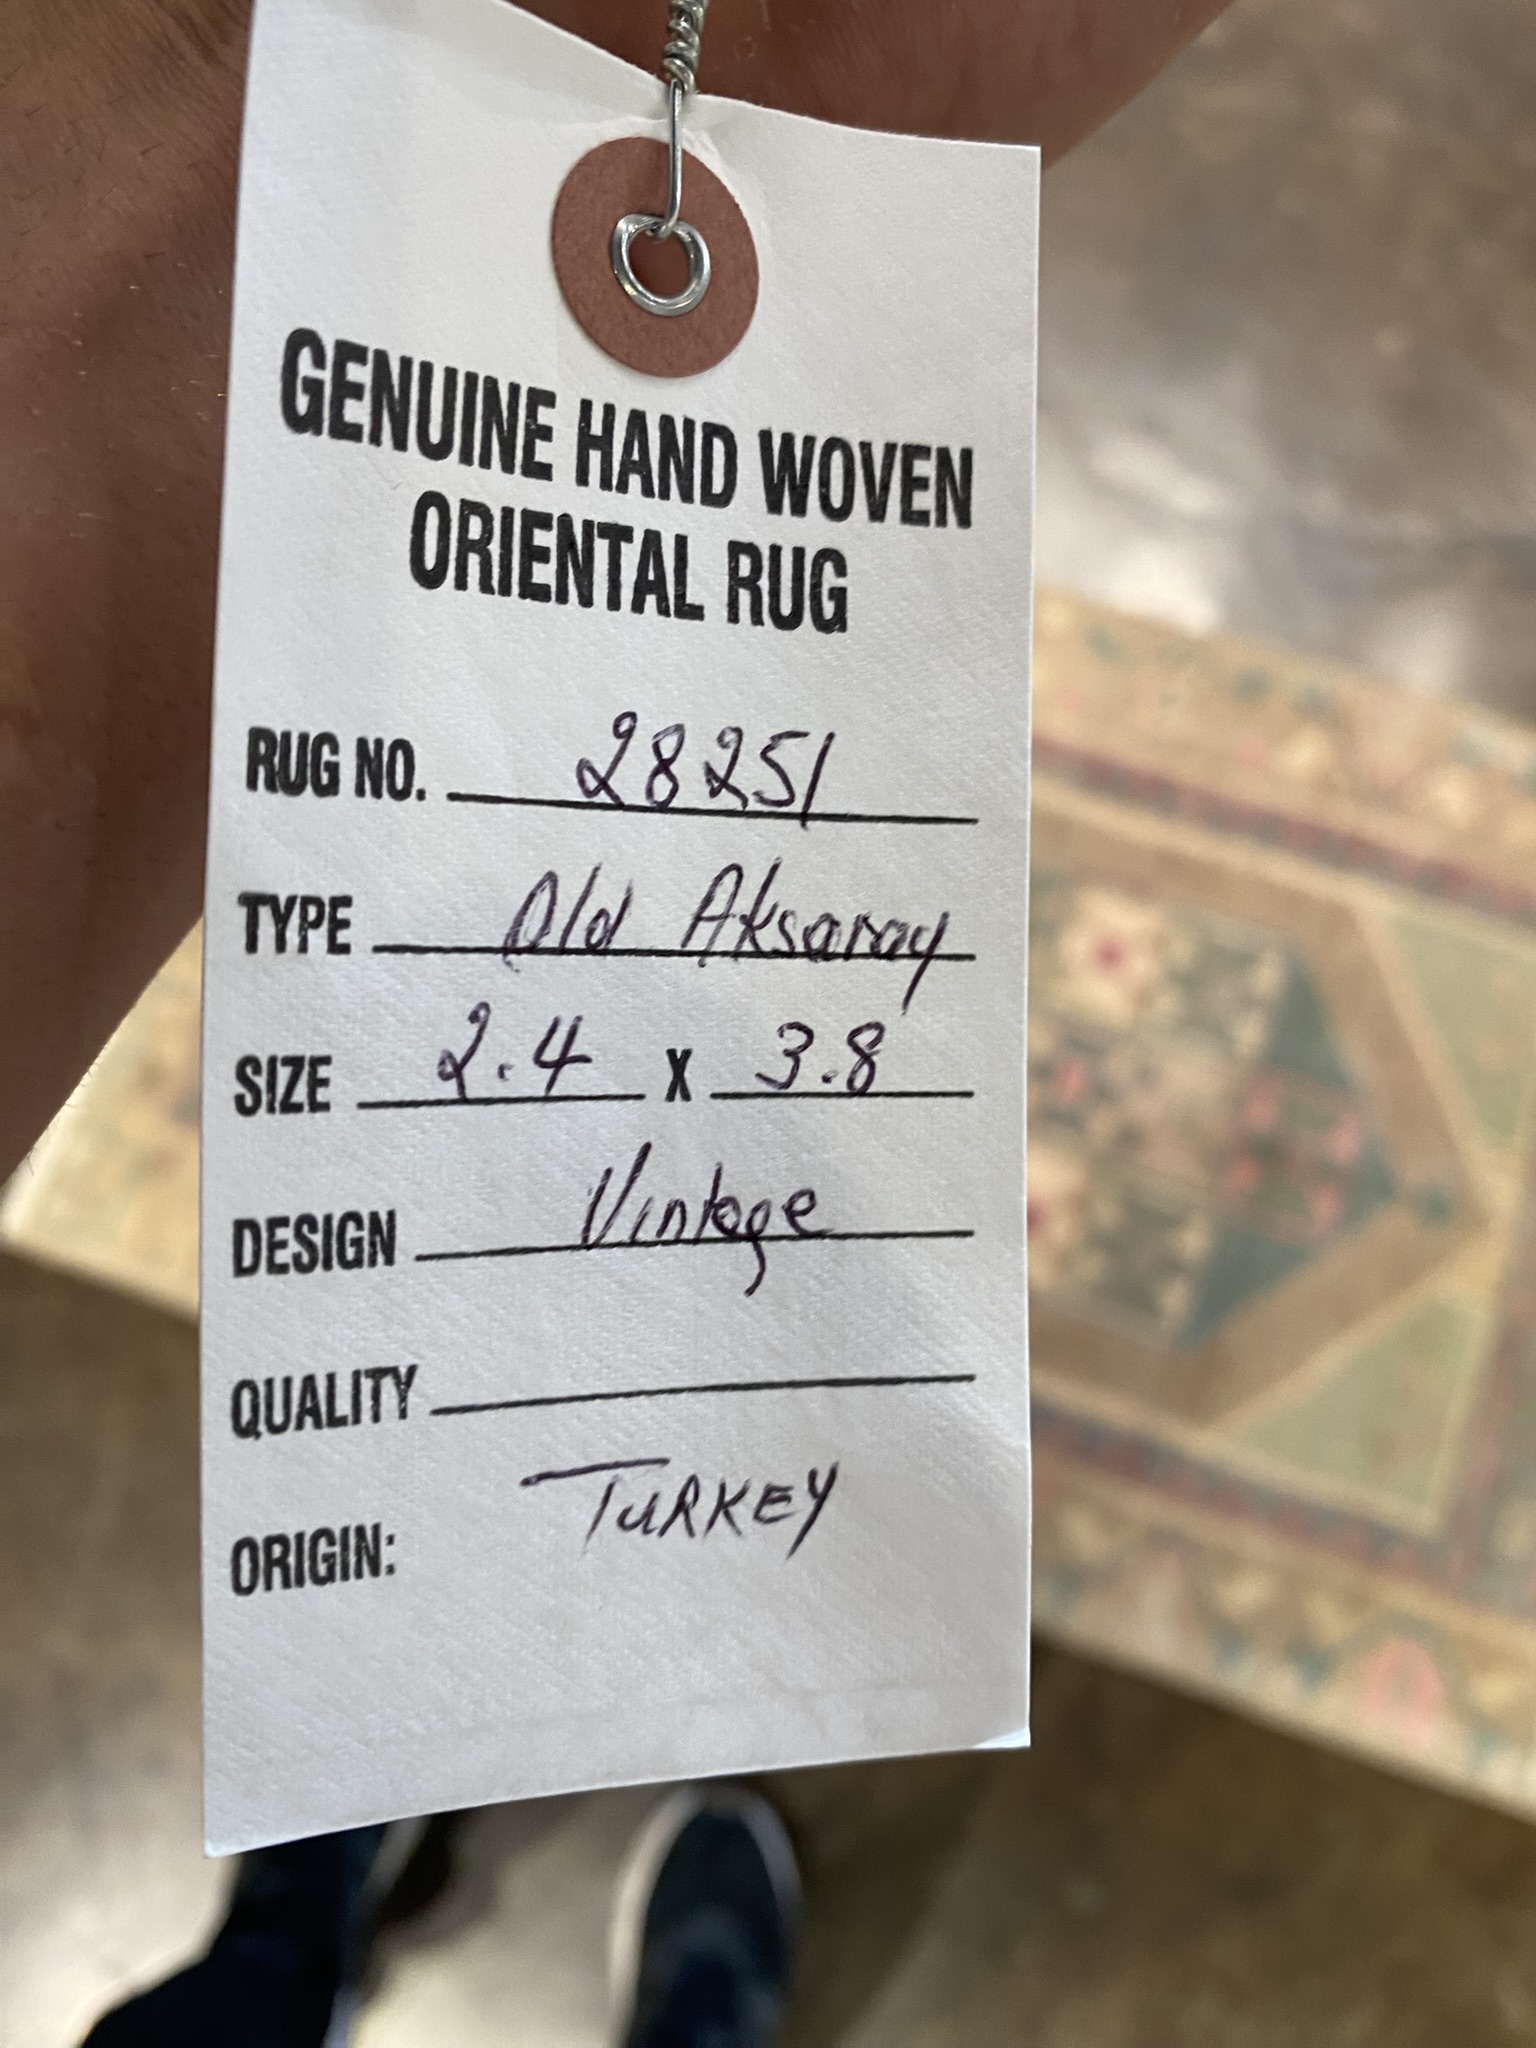 GENUINE HAND WOVEN
ORIENTAL RUG
RUG NO. 28251
TYPE Old Aksaray
SIZE 2.4 X 3.8
DESIGN Vintage
QUALITY
ORIGIN: TURKEY